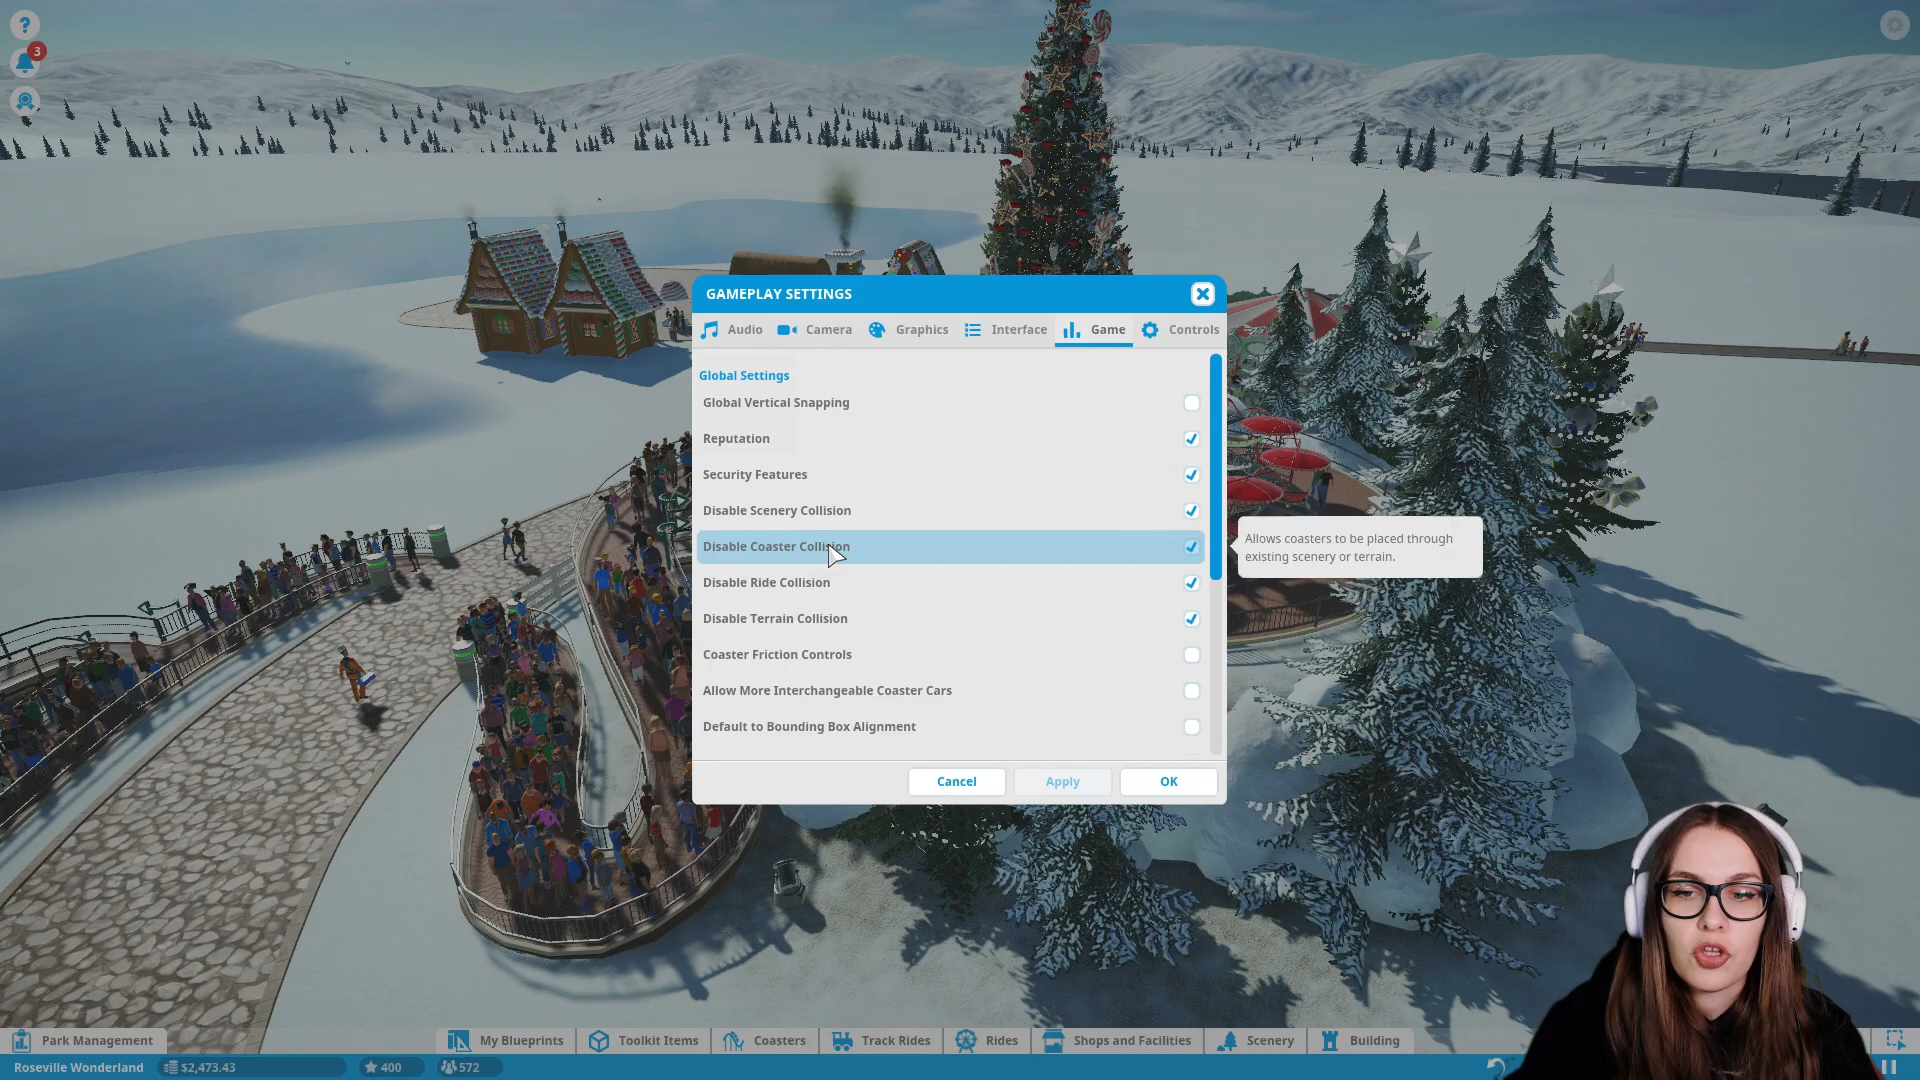 ?
3
GAMEPLAY SETTINGS
Audio
Camera
Graphics
Interface
Game
Controls
Global Settings
Global Vertical Snapping
Reputation
Security Features
Disable Scenery Collision
Disable Coaster Collision
Allows coasters to be placed through
existing scenery or terrain.
Disable Ride Collision
Disable Terrain Collision
Coaster Friction Controls
Allow More Interchangeable Coaster Cars
Default to Bounding Box Alignment
Cancel
Apply
OK
Park Management
My Blueprints
Toolkit Items
Coasters
Track Rides
Rides
Shops and Facilities
Scenery
Building
Roseville Wonderland
$2,473.43
400
572